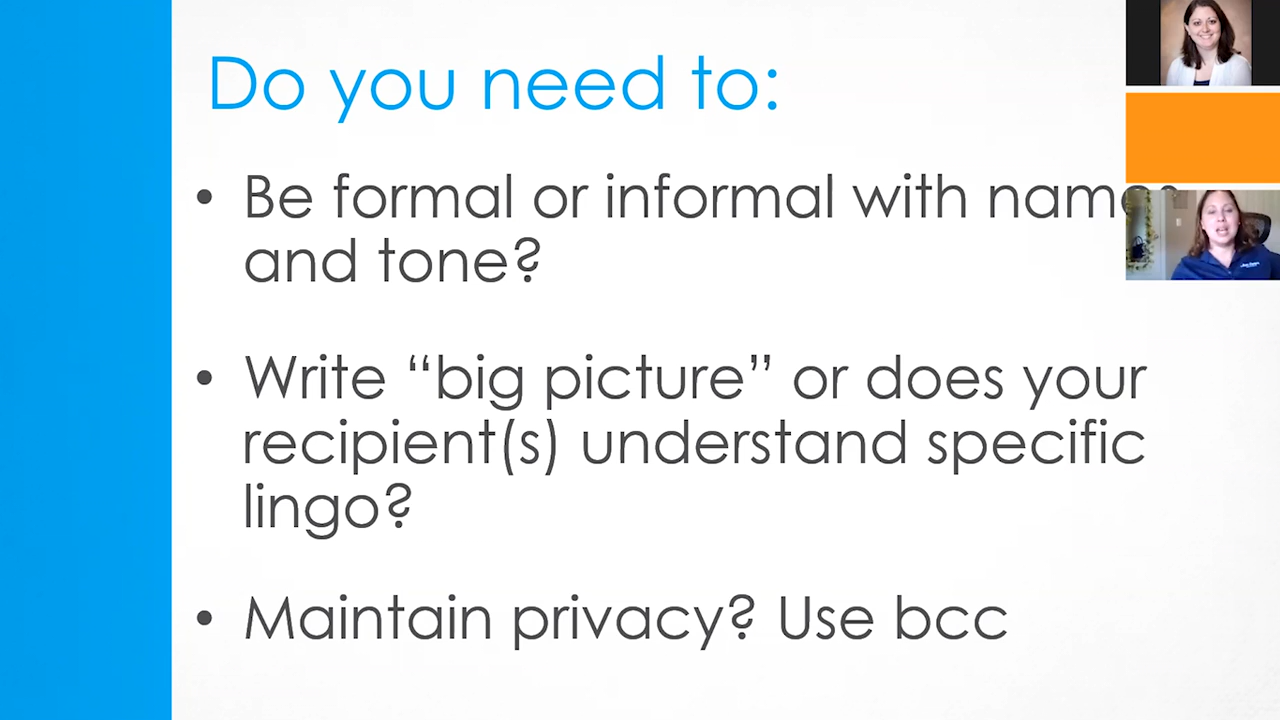 Do you need to:
• Be formal or informal with names
and tone?
• Write “big picture” or does your
recipient(s) understand specific
lingo?
• Maintain privacy? Use bcc